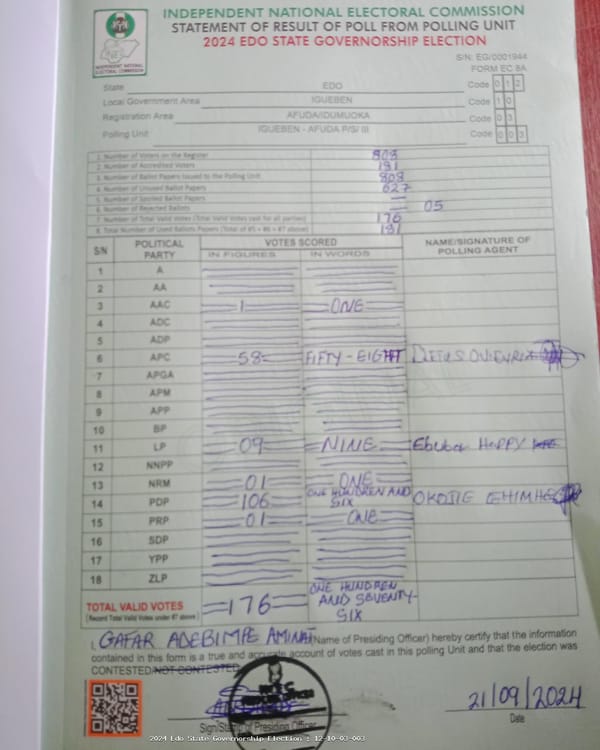 INDEPENDENT NATIONAL ELECTORAL COMMISSION
STATEMENT OF RESULT OF POLL FROM POLLING UNIT
2024 EDO STATE GOVERNORSHIP ELECTION
INDEPENDENT NATIONAL ELECTORAL COMMISSION
S/N: EG/0001944
FORM EC 8A
State EDO Code 0 1 2
Local Government Area IGUEBEN Code 1 0
Registration Area AFUDA/IDUMUOKA Code 0 3
Polling Unit IGUEBEN - AFUDA P/S/ III Code 0 0 3
1. Number of Voters on the Register 808
2. Number of Accredited Voters 181
3. Number of Ballot Papers Issued to the Polling Unit 808
4. Number of Unused Ballot Papers 627
5. Number of Spoiled Ballot Papers —
6. Number of Rejected Ballots — 05
7. Number of Total Valid Votes (Total Valid Votes cast for all parties) 176
8. Total Number of Used Ballots Papers (Total of #5 + #6 + #7 above) 181
S/N POLITICAL PARTY VOTES SCORED NAME/SIGNATURE OF POLLING AGENT
IN FIGURES IN WORDS
1 A
2 AA
3 AAC 1 ONE
4 ADC
5 ADP
6 APC 58 FIFTY-EIGHT
7 APGA
8 APM
9 APP
10 BP
11 LP 09 NINE HAPPY
12 NNPP
13 NRM 01 ONE
14 PDP 106 ONE HUNDRED AND SIX OKOJIE EHIMHE
15 PRP 01 ONE
16 SDP
17 YPP
18 ZLP
TOTAL VALID VOTES 176 ONE HUNDREN AND SEVENTY-SIX
(Record Total Valid Votes under #7 above)
I, GAFAR ADEBIMPE AMINAT (Name of Presiding Officer) hereby certify that the information
contained in this form is a true and accurate account of votes cast in this polling Unit and that the election was
CONTESTED/NOT CONTESTED
21/09/2024
Sign/Stamp of Presiding Officer Date
2024 Edo State Governorship Election : 12-10-03-003